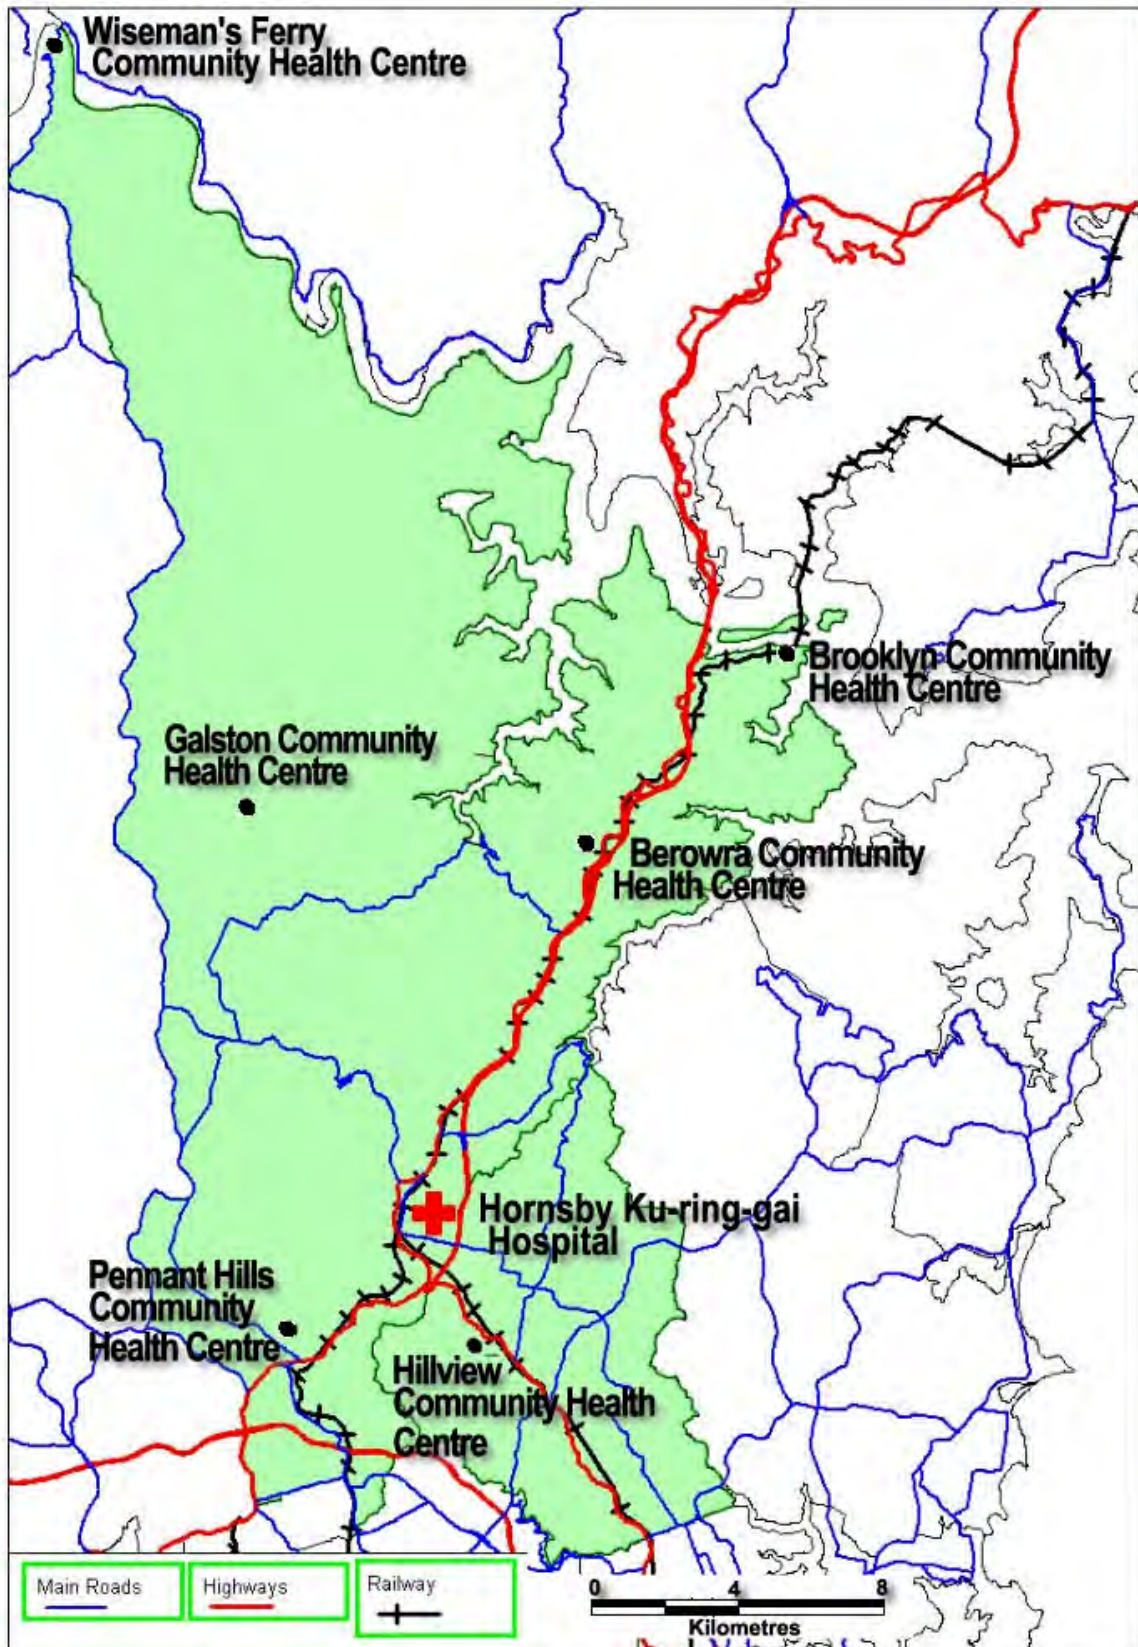 Wiseman's Ferry
Community Health Centre
Brooklyn Community
Health Centre
Galston Community
Health Centre
Berowra Community
Health Centre
Hornsby Ku-ring-gai
Hospital
Pennant Hills
Community
Health Centre
Hillview
Community Health
Centre
Main Roads
Highways
Railway
0 4 8
Kilometres